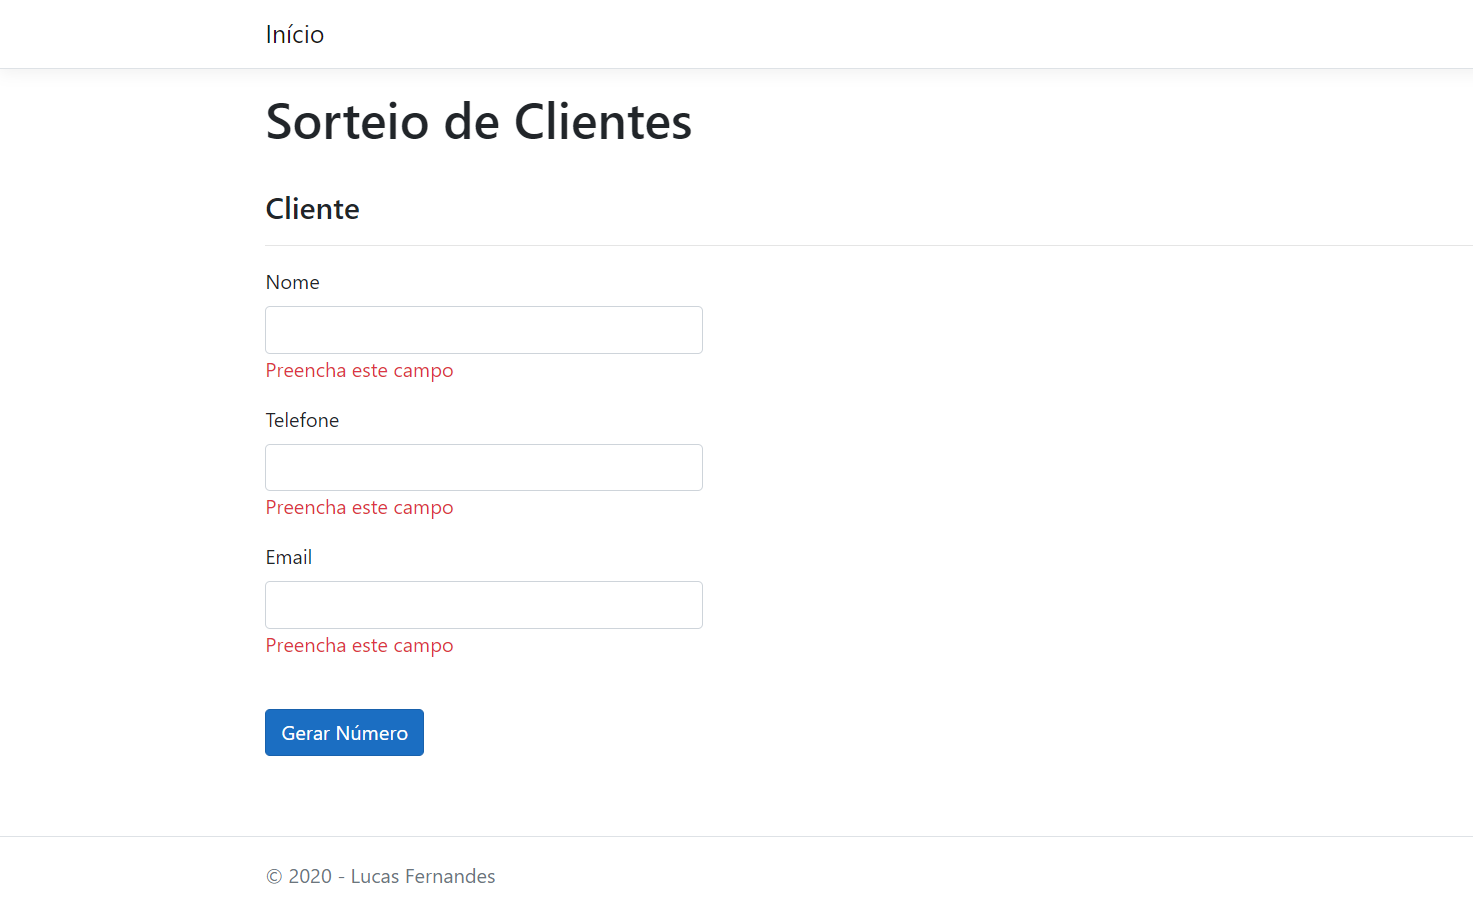 Início
Sorteio de Clientes
Cliente
Nome
Preencha este campo
Telefone
Preencha este campo
Email
Preencha este campo
Gerar Número
© 2020 - Lucas Fernandes